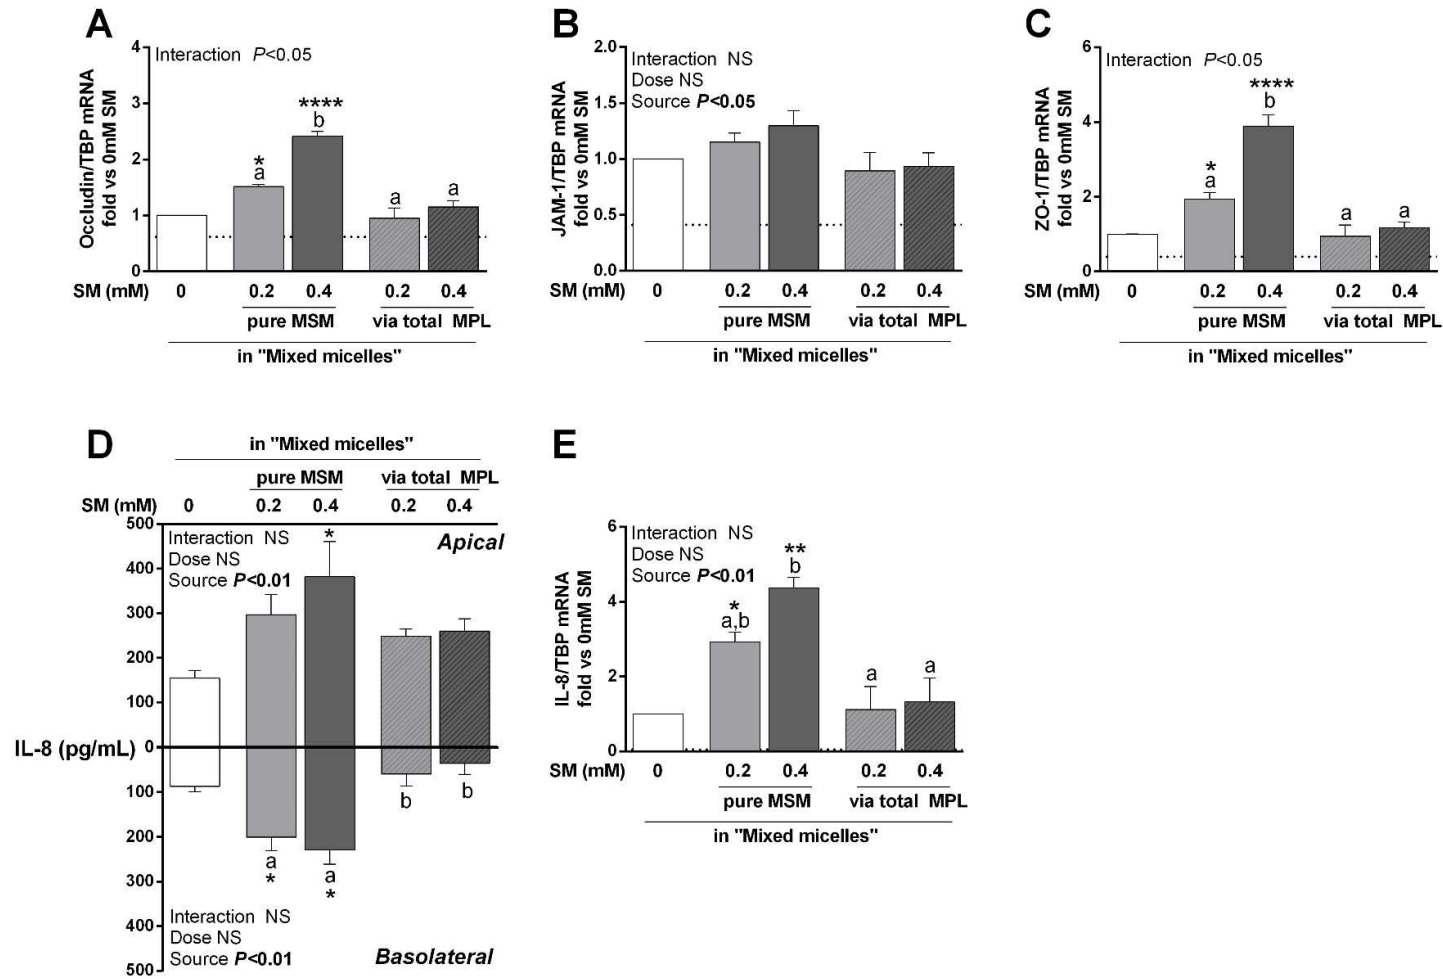 A
Occludin/TBP mRNA
fold vs 0mM SM
4
3
2
1
0
Interaction P<0.05
*
a
****
b
a
a
SM (mM) 0 0.2 0.4 0.2 0.4
pure MSM via total MPL
in "Mixed micelles"
B
JAM-1/TBP mRNA
fold vs 0mM SM
2.0
1.5
1.0
0.5
0.0
Interaction NS
Dose NS
Source P<0.05
SM (mM) 0 0.2 0.4 0.2 0.4
pure MSM via total MPL
in "Mixed micelles"
C
ZO-1/TBP mRNA
fold vs 0mM SM
6
4
2
0
Interaction P<0.05
*
a
****
b
a
a
SM (mM) 0 0.2 0.4 0.2 0.4
pure MSM via total MPL
in "Mixed micelles"
D
in "Mixed micelles"
pure MSM via total MPL
SM (mM) 0 0.2 0.4 0.2 0.4
500
400
300
200
100
IL-8 (pg/mL) 0
100
200
300
400
500
Interaction NS
Dose NS
Source P<0.01
Apical
*
b
b
a
*
a
*
Interaction NS
Dose NS
Source P<0.01
Basolateral
E
IL-8/TBP mRNA
fold vs 0mM SM
6
4
2
0
Interaction NS
Dose NS
Source P<0.01
*
a,b
**
b
a
a
SM (mM) 0 0.2 0.4 0.2 0.4
pure MSM via total MPL
in "Mixed micelles"